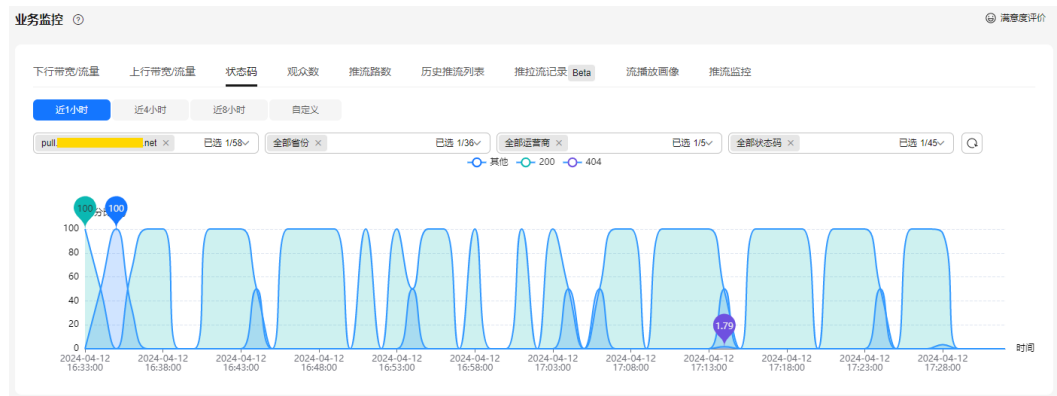 业务监控
满意度评价
下行带宽/流量 上行带宽/流量 状态码 观众数 推流路数 历史推流列表 推拉流记录 Beta 流播放画像 推流监控
近1小时 近4小时 近8小时 自定义
pull. .net × 已选 1/58 全部省份 × 已选 1/36 全部运营商 × 已选 1/5 全部状态码 × 已选 1/45
其他 200 404
100 100
100
80
60
40
20
0
1.79
时间
2024-04-12 2024-04-12 2024-04-12 2024-04-12 2024-04-12 2024-04-12 2024-04-12 2024-04-12 2024-04-12 2024-04-12 2024-04-12 2024-04-12
16:33:00 16:38:00 16:43:00 16:48:00 16:53:00 16:58:00 17:03:00 17:08:00 17:13:00 17:18:00 17:23:00 17:28:00